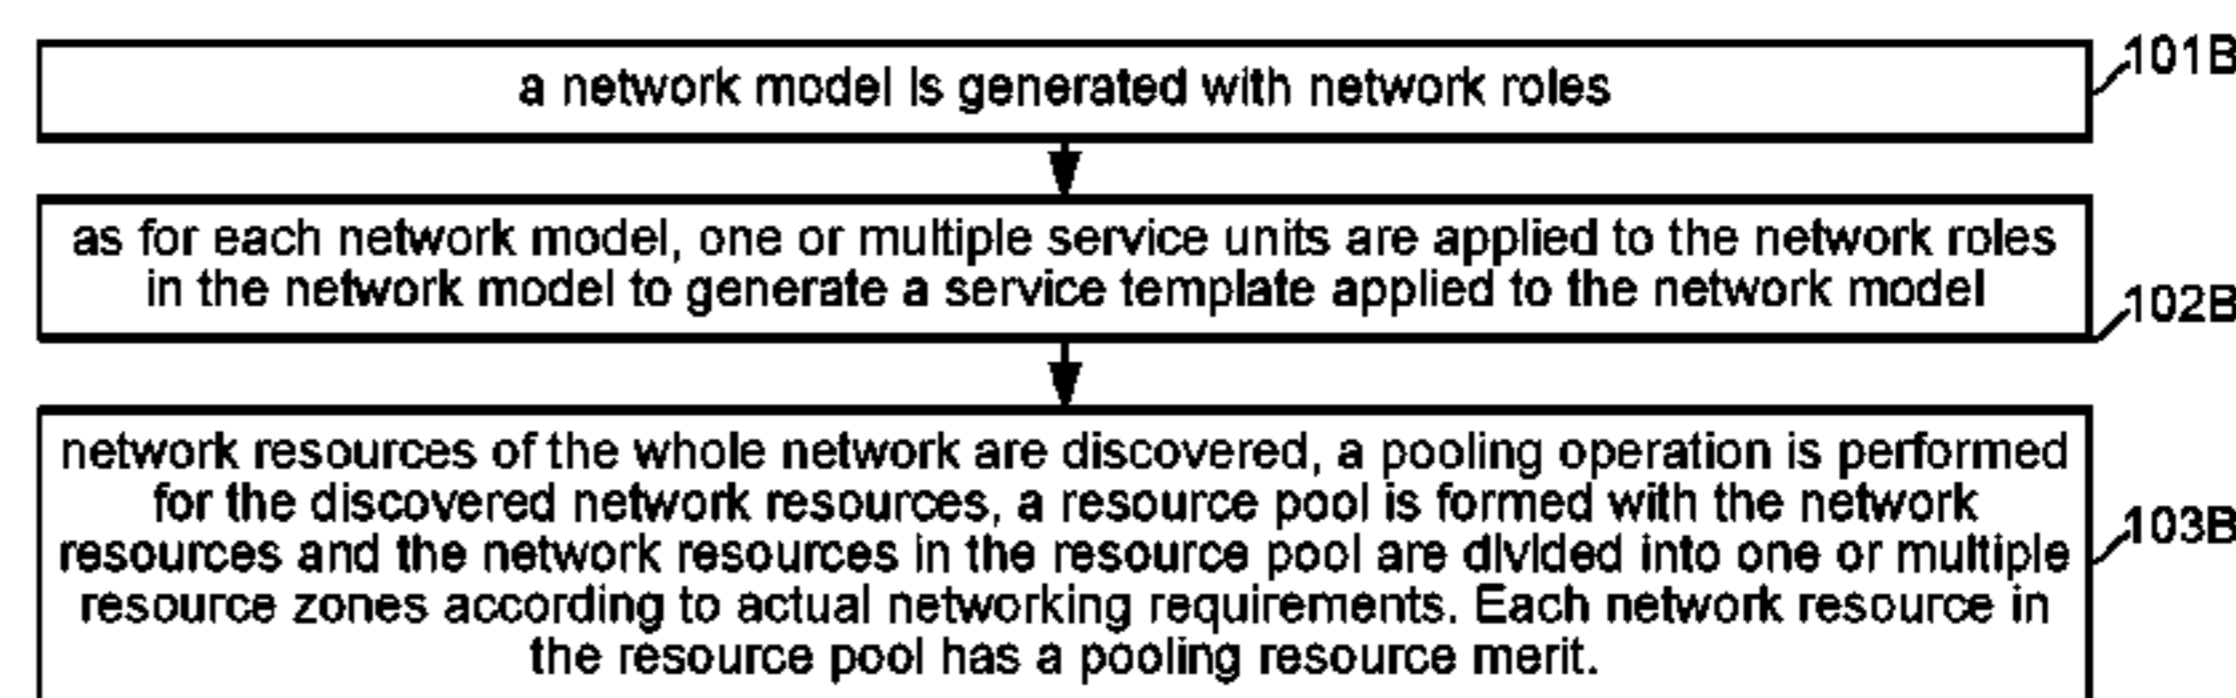 a network model is generated with network roles
101B
as for each network model, one or multiple service units are applied to the network roles
in the network model to generate a service template applied to the network model
102B
network resources of the whole network are discovered, a pooling operation is performed
for the discovered network resources, a resource pool is formed with the network
resources and the network resources in the resource pool are divided into one or multiple
resource zones according to actual networking requirements. Each network resource in
the resource pool has a pooling resource merit.
103B